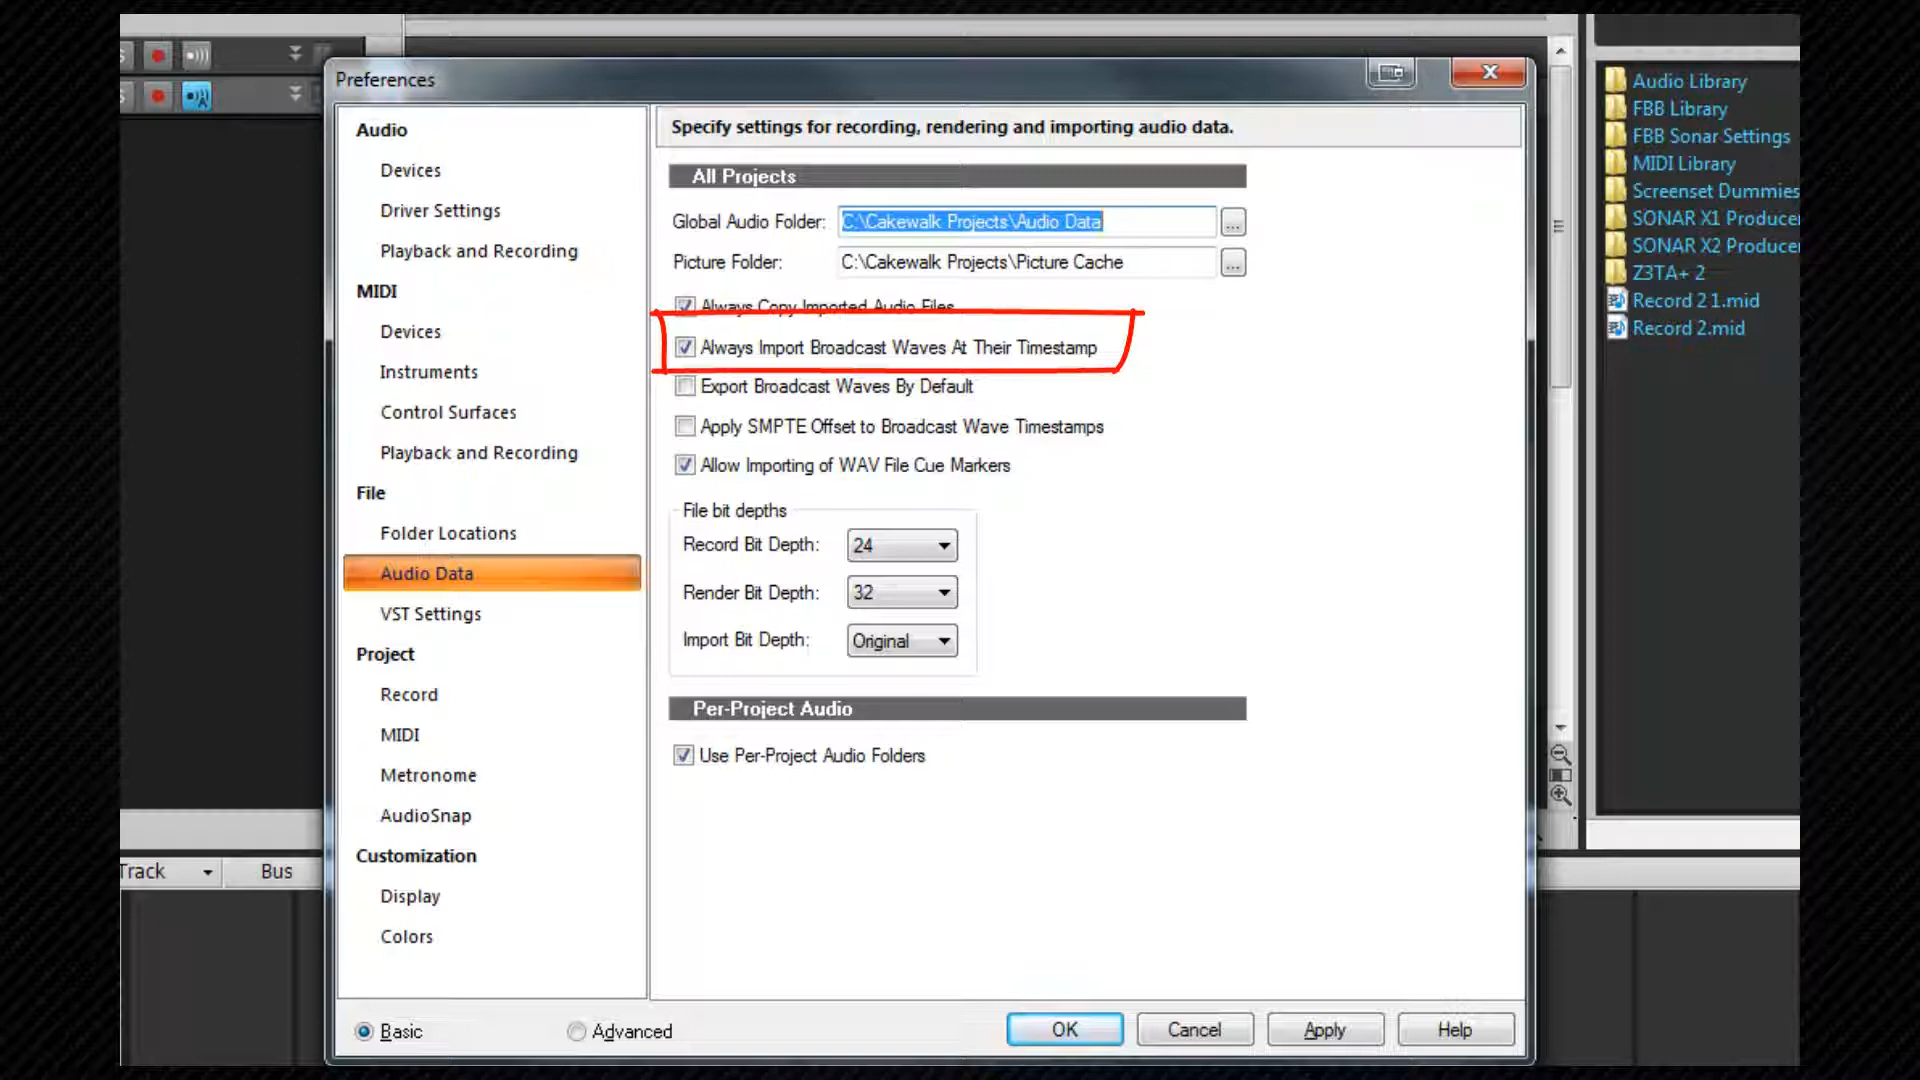 Preferences
Audio
Devices
Driver Settings
Playback and Recording
MIDI
Devices
Instruments
Control Surfaces
Playback and Recording
File
Folder Locations
Audio Data
VST Settings
Project
Record
MIDI
Metronome
AudioSnap
Customization
Display
Colors
Basic
Advanced
Specify settings for recording, rendering and importing audio data.
All Projects
Global Audio Folder: C:\Cakewalk Projects\Audio Data ...
Picture Folder: C:\Cakewalk Projects\Picture Cache ...
Always Copy Imported Audio Files
Always Import Broadcast Waves At Their Timestamp
Export Broadcast Waves By Default
Apply SMPTE Offset to Broadcast Wave Timestamps
Allow Importing of WAV File Cue Markers
File bit depths
Record Bit Depth: 24
Render Bit Depth: 32
Import Bit Depth: Original
Per-Project Audio
Use Per-Project Audio Folders
OK
Cancel
Apply
Help
Audio Library
FBB Library
FBB Sonar Settings
MIDI Library
Screenset Dummies
SONAR X1 Producer
SONAR X2 Producer
Z3TA+ 2
Record 2 1.mid
Record 2.mid
Track
Bus